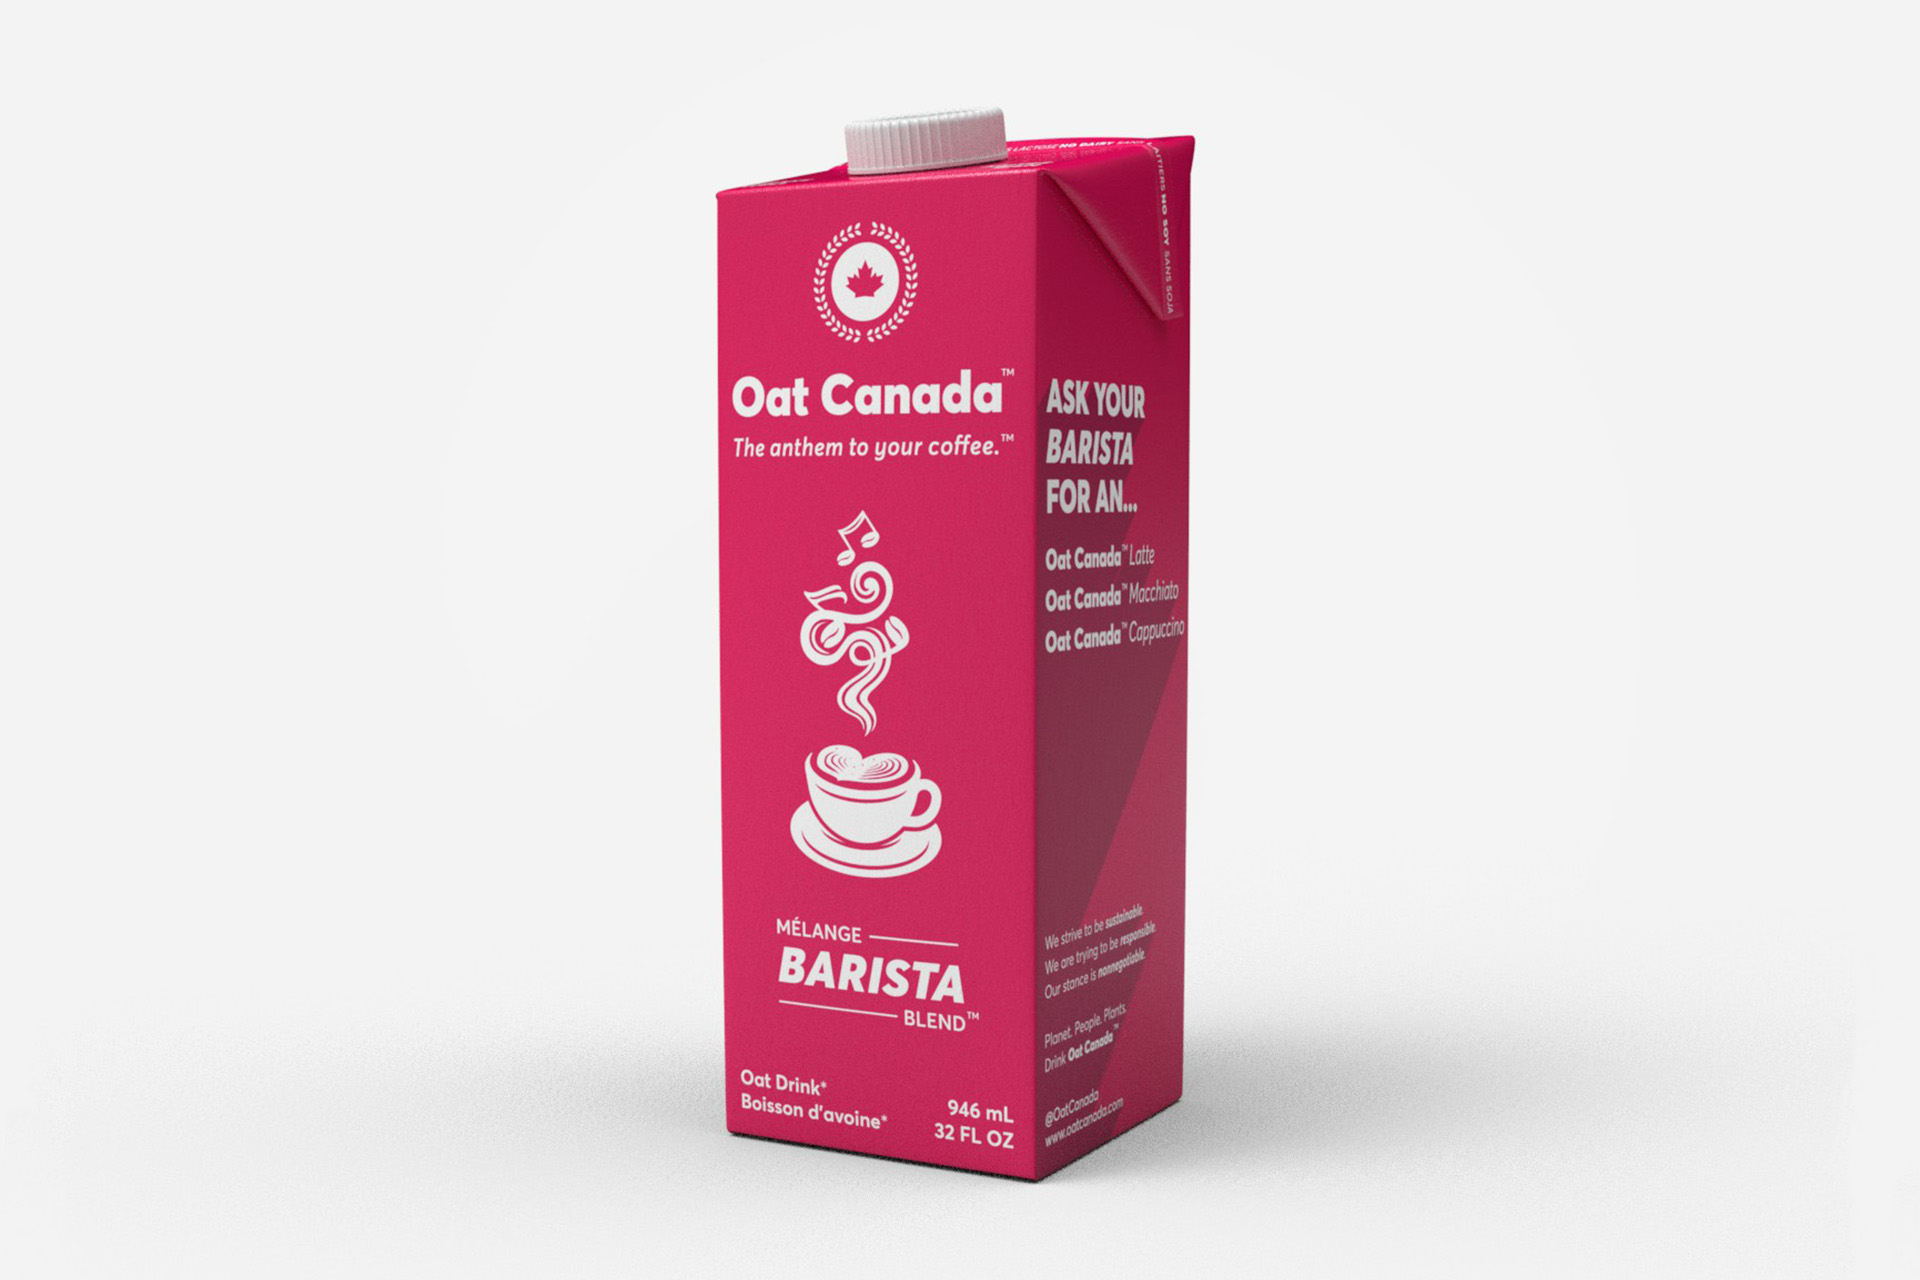 LACTOSE NO DAIRY
NO SOY SANS SOJA
Oat Canada™
The anthem to your coffee.™
MÉLANGE
BARISTA
BLEND™
Oat Drink*
Boisson d'avoine*
946 mL
32 FL OZ
ASK YOUR
BARISTA
FOR AN...
Oat Canada™ Latte
Oat Canada™ Macchiato
Oat Canada™ Cappuccino
We strive to be sustainable.
We are trying to be responsible.
Our stance is nonnegotiable.
Planet. People. Plants.
Drink Oat Canada™
@OatCanada
www.oatcanada.com